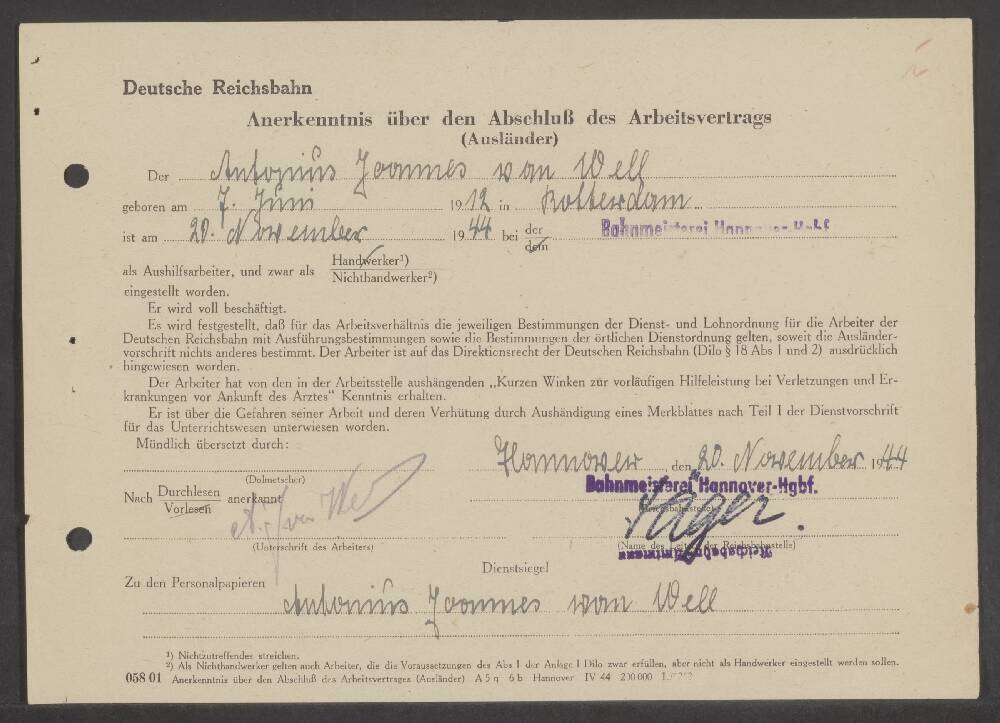 Deutsche Reichsbahn
Anerkenntnis über den Abschluß des Arbeitsvertrags
(Ausländer)
Der Antonius Joannes van Well
geboren am 7. Juni 1912 in Rotterdam
ist am 20. November 1944 bei der Bahnmeisterei Hannover-Hgbf
dem
als Aushilfsarbeiter, und zwar als Handwerker¹)
Nichthandwerker²)
eingestellt worden.
Er wird voll beschäftigt.
Es wird festgestellt, daß für das Arbeitsverhältnis die jeweiligen Bestimmungen der Dienst- und Lohnordnung für die Arbeiter der
Deutschen Reichsbahn mit Ausführungsbestimmungen sowie die Bestimmungen der örtlichen Dienstordnung gelten, soweit die Ausländer-
vorschrift nichts anderes bestimmt. Der Arbeiter ist auf das Direktionsrecht der Deutschen Reichsbahn (Dilo § 18 Abs 1 und 2) ausdrücklich
hingewiesen worden.
Der Arbeiter hat von den in der Arbeitsstelle aushängenden „Kurzen Winken zur vorläufigen Hilfeleistung bei Verletzungen und Er-
krankungen vor Ankunft des Arztes" Kenntnis erhalten.
Er ist über die Gefahren seiner Arbeit und deren Verhütung durch Aushändigung eines Merkblattes nach Teil I der Dienstvorschrift
für das Unterrichtswesen unterwiesen worden.
Mündlich übersetzt durch:
Hannover, den 20. November 1944
(Dolmetscher)
Bahnmeisterei Hannover-Hgbf.
Nach Durchlesen anerkannt
Vorlesen
A. J van Well
(Reichsbahnstelle)
(Unterschrift des Arbeiters)
(Name des Leiters der Reichsbahnstelle)
Dienstsiegel
Zu den Personalpapieren
Antonius Joannes van Well
¹) Nichtzutreffendes streichen.
²) Als Nichthandwerker gelten auch Arbeiter, die die Voraussetzungen des Abs 1 der Anlage 1 Dilo zwar erfüllen, aber nicht als Handwerker eingestellt werden sollen.
058 01 Anerkenntnis über den Abschluß des Arbeitsvertrages (Ausländer) A 5 q 6 b Hannover IV 44 200 000